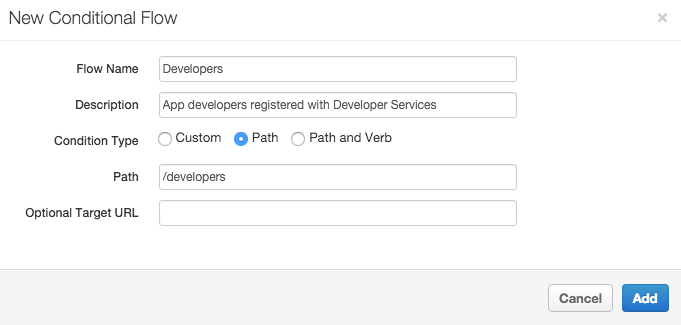 New Conditional Flow ×
Flow Name Developers
Description App developers registered with Developer Services
Condition Type Custom Path Path and Verb
Path /developers
Optional Target URL
Cancel Add